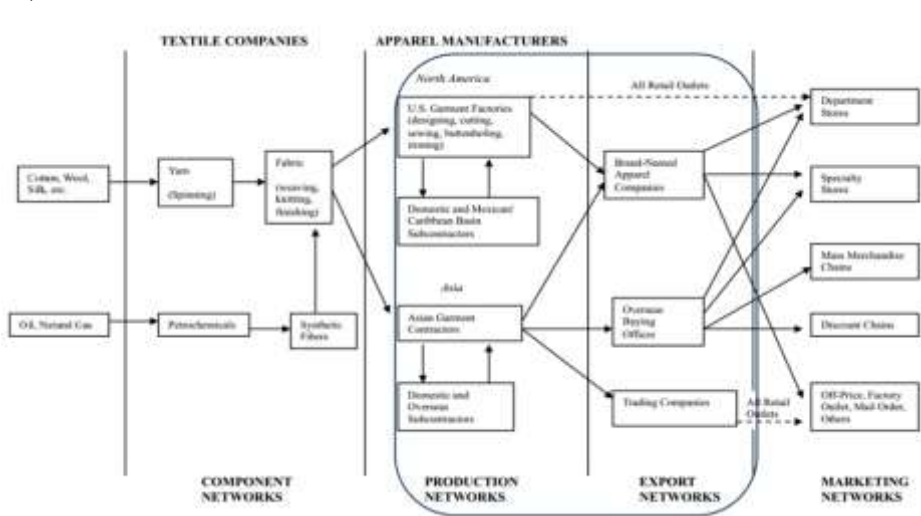 TEXTILE COMPANIES
APPAREL MANUFACTURERS
North America
All Retail Outlets
U.S. Garment Factories
(designing, cutting,
sewing, buttonholing,
ironing)
Department
Stores
Cotton, Wool,
Silk, etc.
Yarn
(Spinning)
Fabric
(weaving,
knitting,
finishing)
Brand-Named
Apparel
Companies
Specialty
Stores
Domestic and Mexican/
Caribbean Basin
Subcontractors
Mass Merchandise
Chains
Asia
Oil, Natural Gas
Petrochemicals
Synthetic
Fibers
Asian Garment
Contractors
Overseas
Buying
Offices
Discount Chains
Domestic and
Overseas
Subcontractors
Trading Companies
All Retail
Outlets
Off-Price, Factory
Outlet, Mail Order,
Others
COMPONENT
NETWORKS
PRODUCTION
NETWORKS
EXPORT
NETWORKS
MARKETING
NETWORKS